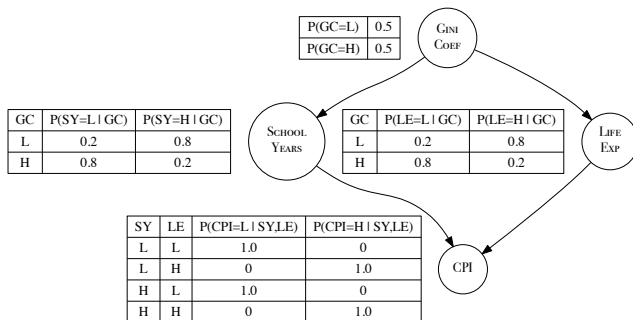 P(GC=L) 0.5
P(GC=H) 0.5
GINI
COEF
GC P(SY=L | GC) P(SY=H | GC)
L 0.2 0.8
H 0.8 0.2
SCHOOL
YEARS
GC P(LE=L | GC) P(LE=H | GC)
L 0.2 0.8
H 0.8 0.2
LIFE
EXP
SY LE P(CPI=L | SY,LE) P(CPI=H | SY,LE)
L L 1.0 0
L H 0 1.0
H L 1.0 0
H H 0 1.0
CPI